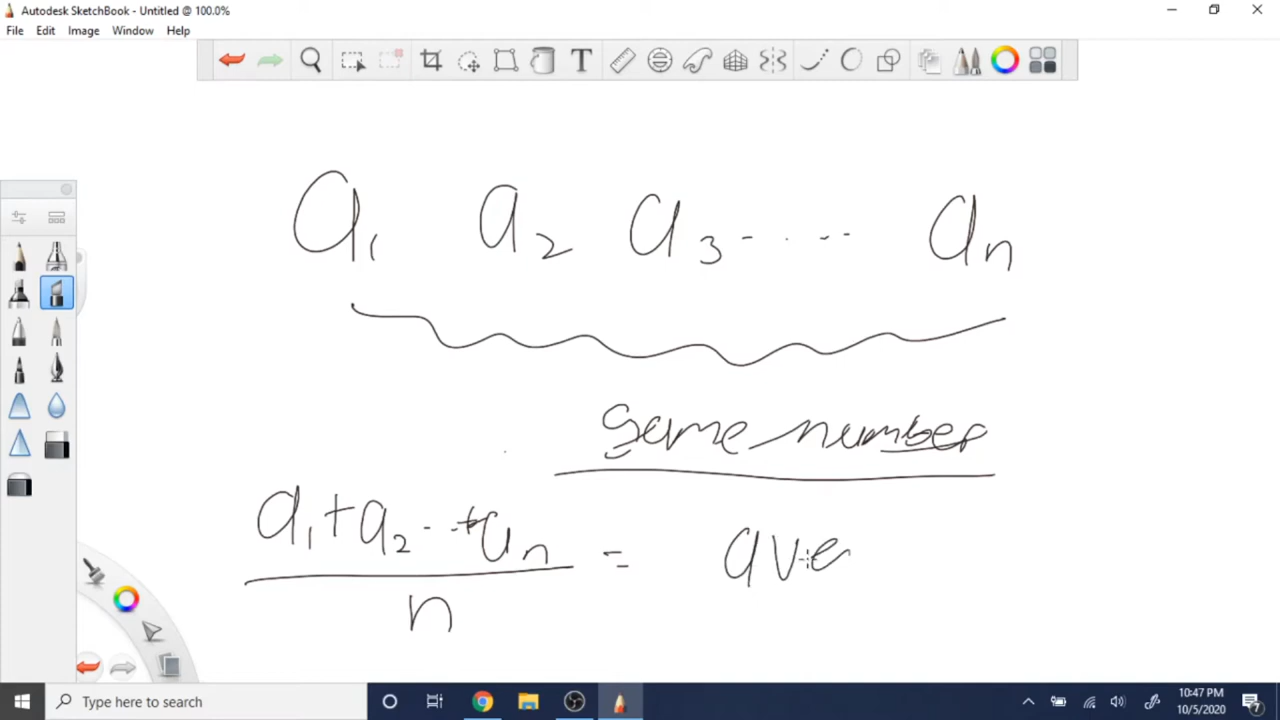 Autodesk SketchBook - Untitled @ 100.0%
File Edit Image Window Help
T
a₁ a₂ a₃ - . .. aₙ
same number
a₁+a₂ - ..+aₙ
= ave
n
Type here to search
10:47 PM
10/5/2020
7